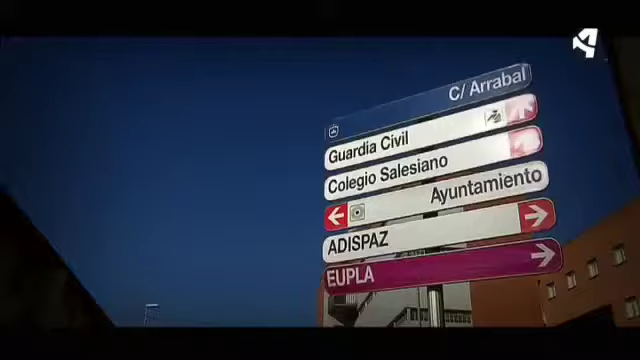 C/ Arrabal
Guardia Civil
Colegio Salesiano
Ayuntamiento
ADISPAZ
EUPLA